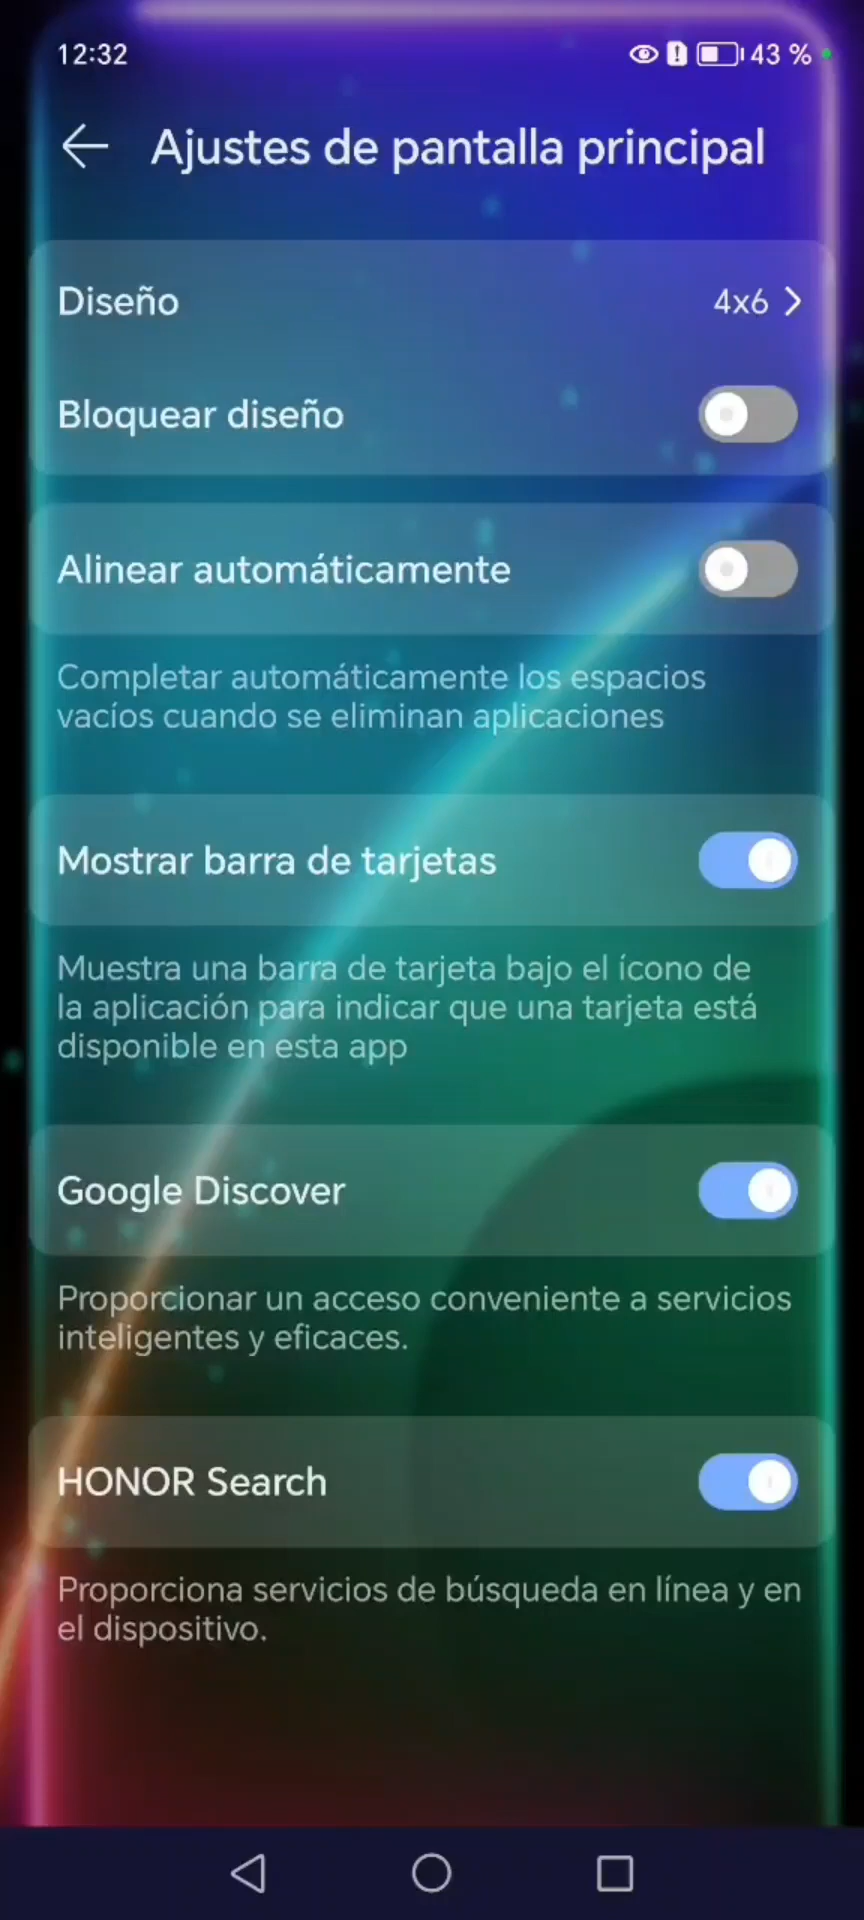 12:32
43 %
Ajustes de pantalla principal
Diseño
4x6
Bloquear diseño
Alinear automáticamente
Completar automáticamente los espacios
vacíos cuando se eliminan aplicaciones
Mostrar barra de tarjetas
Muestra una barra de tarjeta bajo el ícono de
la aplicación para indicar que una tarjeta está
disponible en esta app
Google Discover
Proporcionar un acceso conveniente a servicios
inteligentes y eficaces.
HONOR Search
Proporciona servicios de búsqueda en línea y en
el dispositivo.